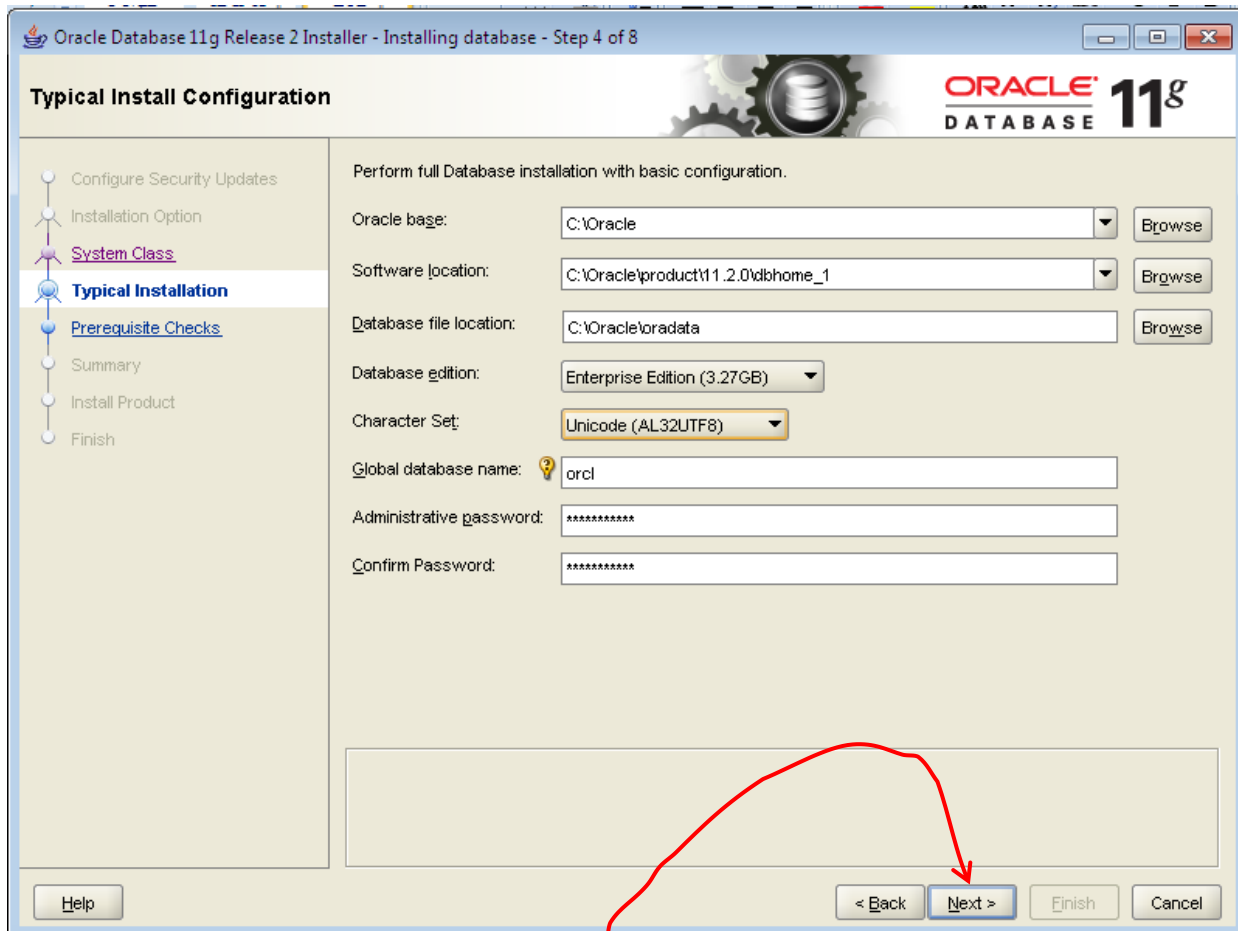 Oracle Database 11g Release 2 Installer - Installing database - Step 4 of 8
Typical Install Configuration
ORACLE
DATABASE 11g
Configure Security Updates
Installation Option
System Class
Typical Installation
Prerequisite Checks
Summary
Install Product
Finish
Perform full Database installation with basic configuration.
Oracle base: C:\Oracle Browse
Software location: C:\Oracle\product\11.2.0\dbhome_1 Browse
Database file location: C:\Oracle\oradata Browse
Database edition: Enterprise Edition (3.27GB)
Character Set: Unicode (AL32UTF8)
Global database name: orcl
Administrative password: ***********
Confirm Password: ***********
Help < Back Next > Finish Cancel